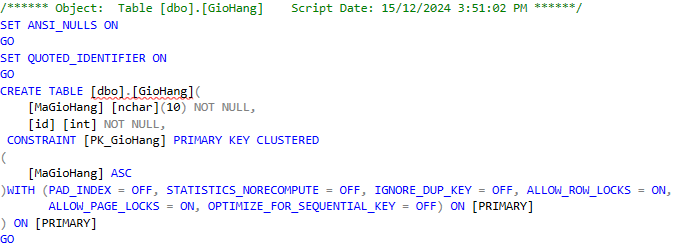 /****** Object:  Table [dbo].[GioHang]    Script Date: 15/12/2024 3:51:02 PM ******/
SET ANSI_NULLS ON
GO
SET QUOTED_IDENTIFIER ON
GO
CREATE TABLE [dbo].[GioHang](
    [MaGioHang] [nchar](10) NOT NULL,
    [id] [int] NOT NULL,
 CONSTRAINT [PK_GioHang] PRIMARY KEY CLUSTERED
(
    [MaGioHang] ASC
)WITH (PAD_INDEX = OFF, STATISTICS_NORECOMPUTE = OFF, IGNORE_DUP_KEY = OFF, ALLOW_ROW_LOCKS = ON,
       ALLOW_PAGE_LOCKS = ON, OPTIMIZE_FOR_SEQUENTIAL_KEY = OFF) ON [PRIMARY]
) ON [PRIMARY]
GO